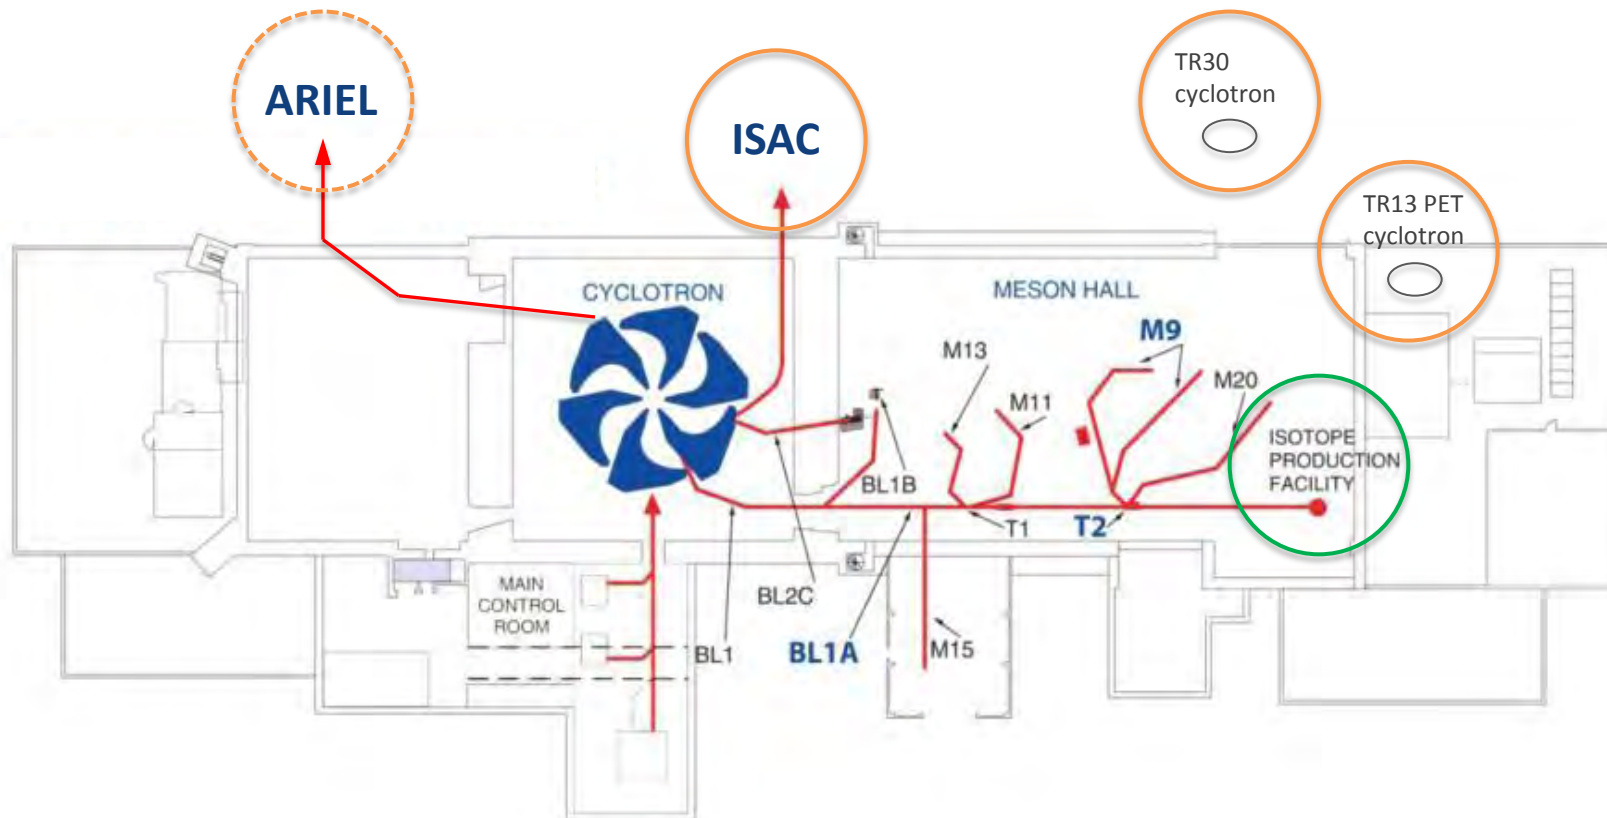 ARIEL
ISAC
TR30
cyclotron
TR13 PET
cyclotron
CYCLOTRON
MESON HALL
M9
M13
M11
M20
ISOTOPE
PRODUCTION
FACILITY
BL1B
T1
T2
MAIN
CONTROL
ROOM
BL2C
BL1
BL1A
M15